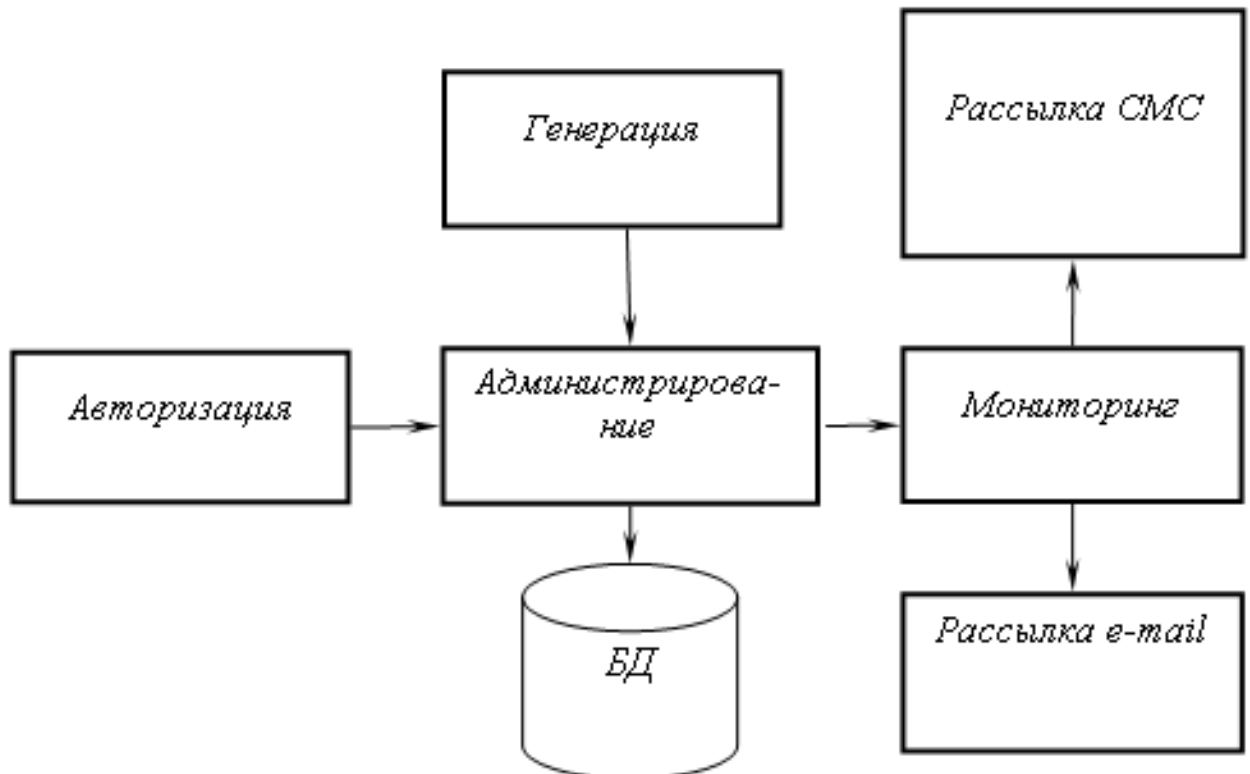 Рассылка СМС
Генерация
Авторизация
Администрирова-
ние
Мониторинг
Рассылка e-mail
БД